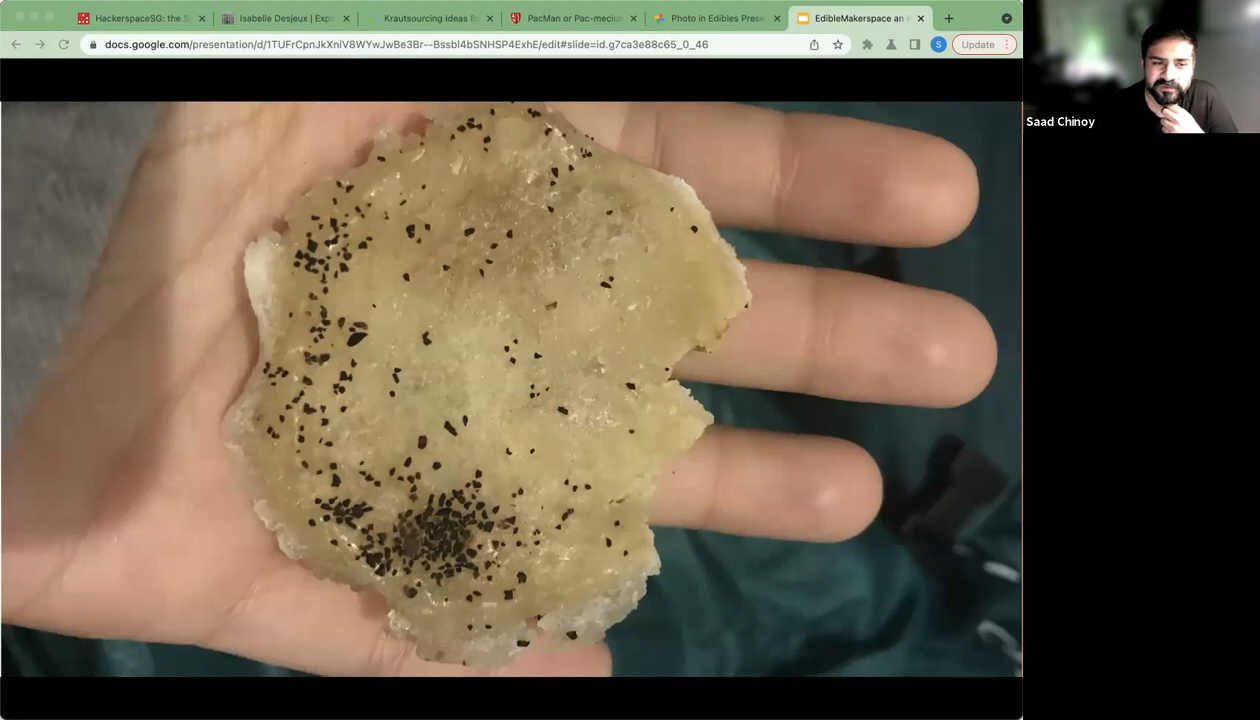 HackerspaceSG: the S
Isabelle Desjeux | Expe
Krautsourcing Ideas fo
PacMan or Pac-mecium
Photo in Edibles Prese
EdibleMakerspace an i
docs.google.com/presentation/d/1TUFrCpnJkXnIV8WYwJwBe3Br--Bssbl4bSNHSP4ExhE/edit#slide=id.g7ca3e88c65_0_46
S
Update
Saad Chinoy